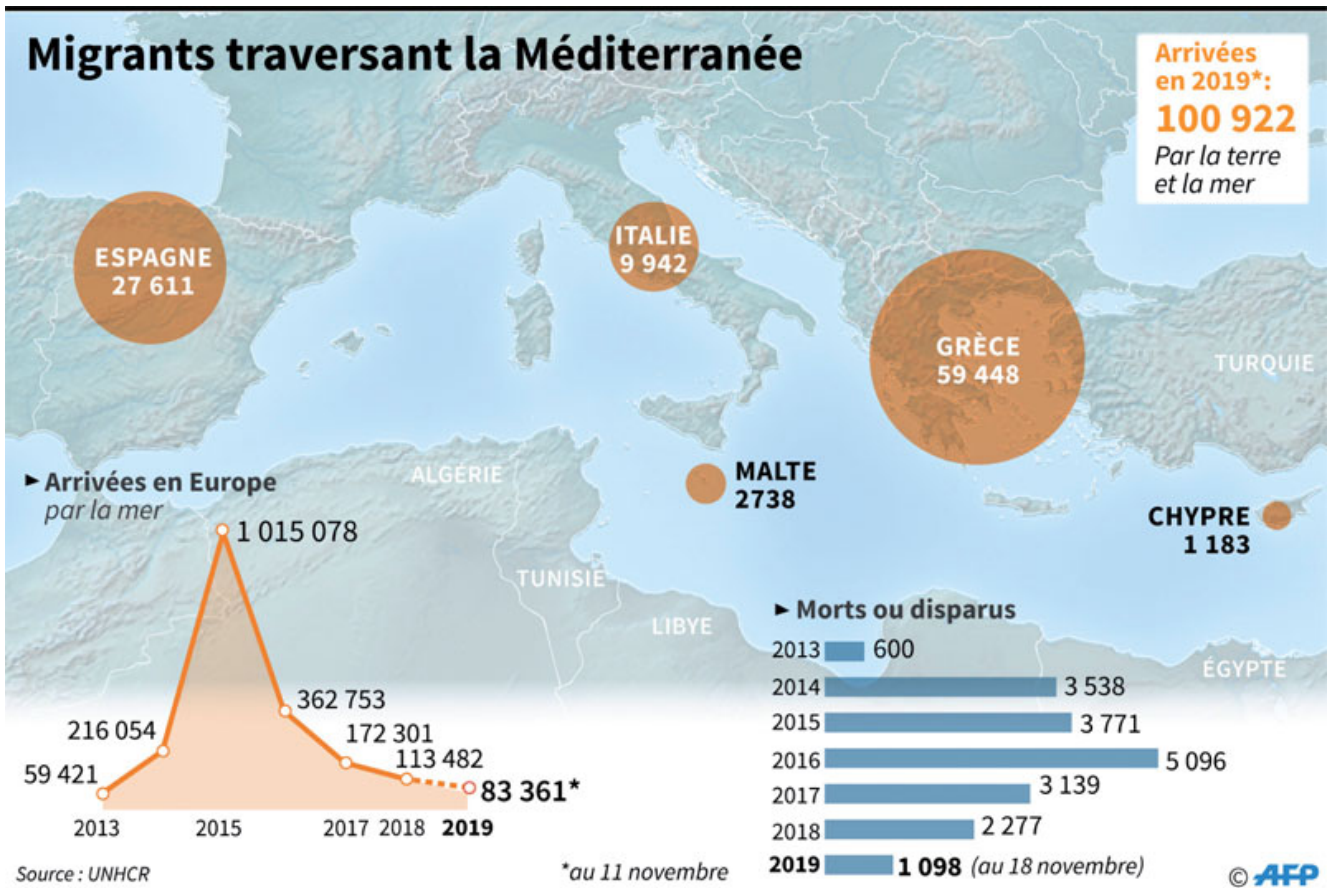 Migrants traversant la Méditerranée
Arrivées
en 2019*:
100 922
Par la terre
et la mer
ESPAGNE
27 611
ITALIE
9 942
GRÈCE
59 448
TURQUIE
MALTE
2738
CHYPRE
1 183
ALGÉRIE
TUNISIE
LIBYE
ÉGYPTE
► Arrivées en Europe
par la mer
1 015 078
362 753
216 054
172 301
113 482
59 421
83 361*
2013 2015 2017 2018 2019
► Morts ou disparus
2013 600
2014 3 538
2015 3 771
2016 5 096
2017 3 139
2018 2 277
2019 1 098 (au 18 novembre)
Source : UNHCR
*au 11 novembre
© AFP